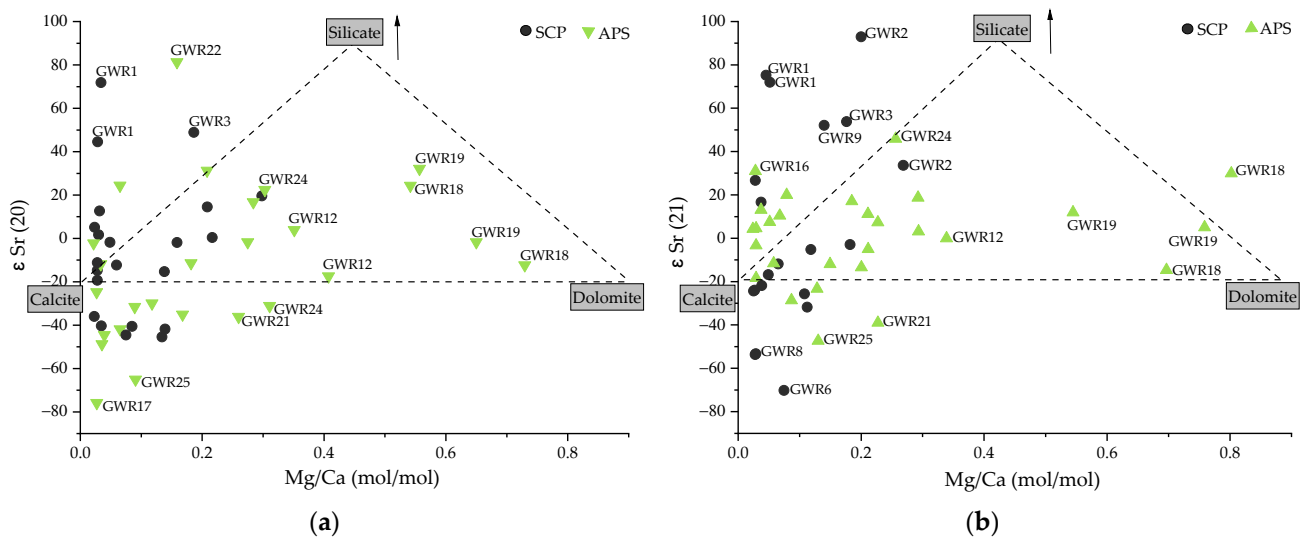 100
80
60
40
20
0
−20
−40
−60
−80
ε Sr (20)
0.0
0.2
0.4
0.6
0.8
Mg/Ca (mol/mol)
Silicate
SCP
APS
GWR22
GWR1
GWR3
GWR1
GWR19
GWR24
GWR18
GWR12
GWR19
GWR18
GWR12
Calcite
Dolomite
GWR24
GWR21
GWR25
GWR17
(a)
100
80
60
40
20
0
−20
−40
−60
−80
ε Sr (21)
0.0
0.2
0.4
0.6
0.8
Mg/Ca (mol/mol)
Silicate
SCP
APS
GWR2
GWR1
GWR1
GWR3
GWR9
GWR24
GWR16
GWR2
GWR18
GWR12
GWR19
GWR19
GWR18
Calcite
Dolomite
GWR21
GWR25
GWR8
GWR6
(b)